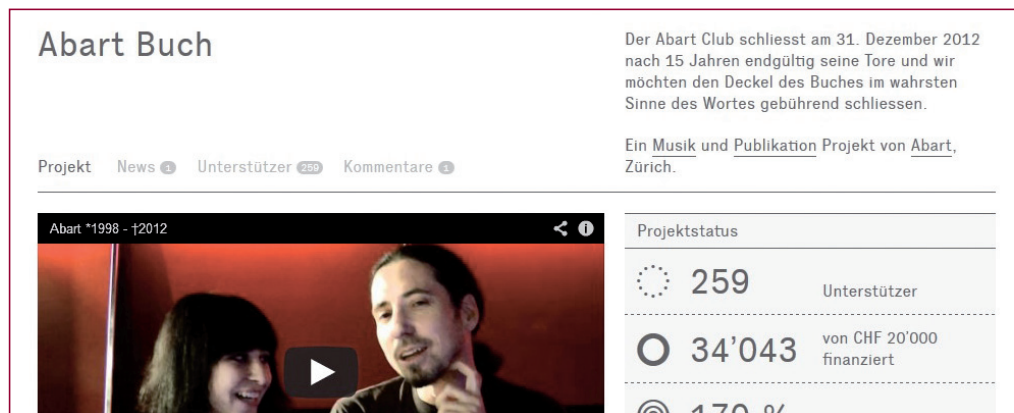 Abart Buch
Der Abart Club schliesst am 31. Dezember 2012
nach 15 Jahren endgültig seine Tore und wir
möchten den Deckel des Buches im wahrsten
Sinne des Wortes gebührend schliessen.
Ein Musik und Publikation Projekt von Abart,
Zürich.
Projekt News 1 Unterstützer 259 Kommentare 1
Abart *1998 - †2012
Projektstatus
259 Unterstützer
34'043 von CHF 20'000
finanziert